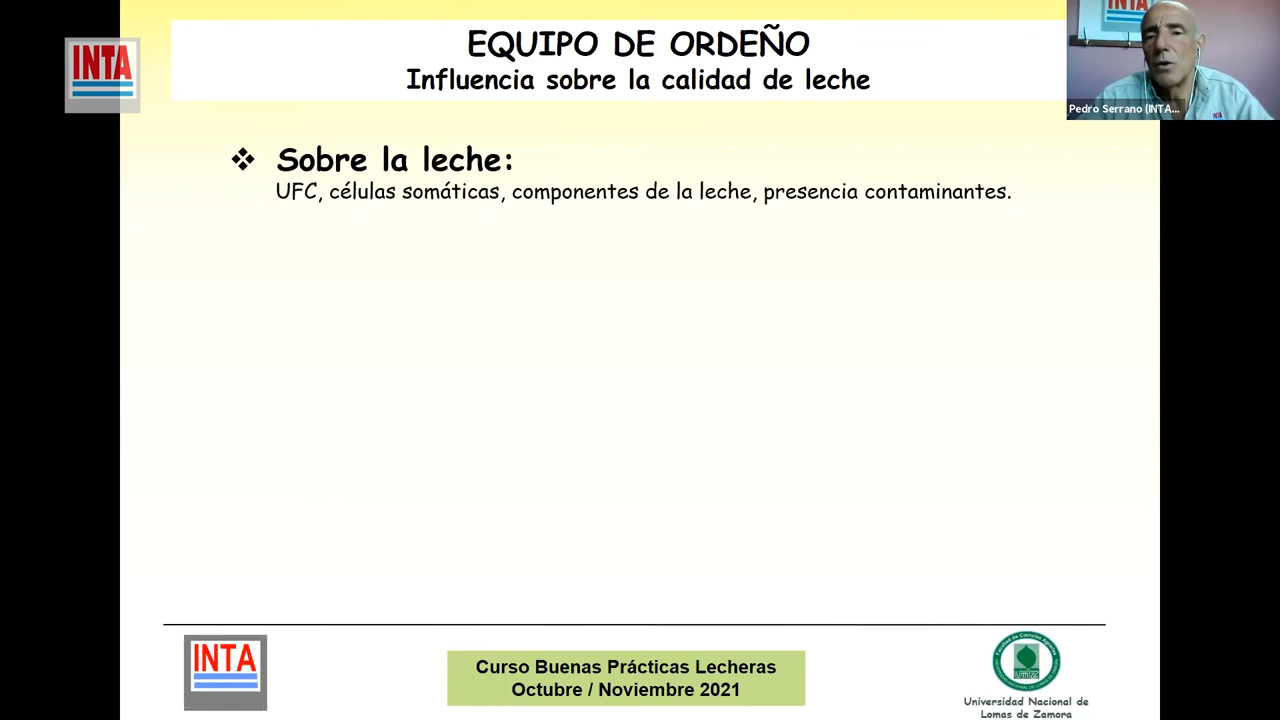 EQUIPO DE ORDEÑO
Influencia sobre la calidad de leche
INTA
INTA
Pedro Serrano (INTA...
Sobre la leche:
UFC, células somáticas, componentes de la leche, presencia contaminantes.
INTA
Curso Buenas Prácticas Lecheras
Octubre / Noviembre 2021
Universidad Nacional de
Lomas de Zamora